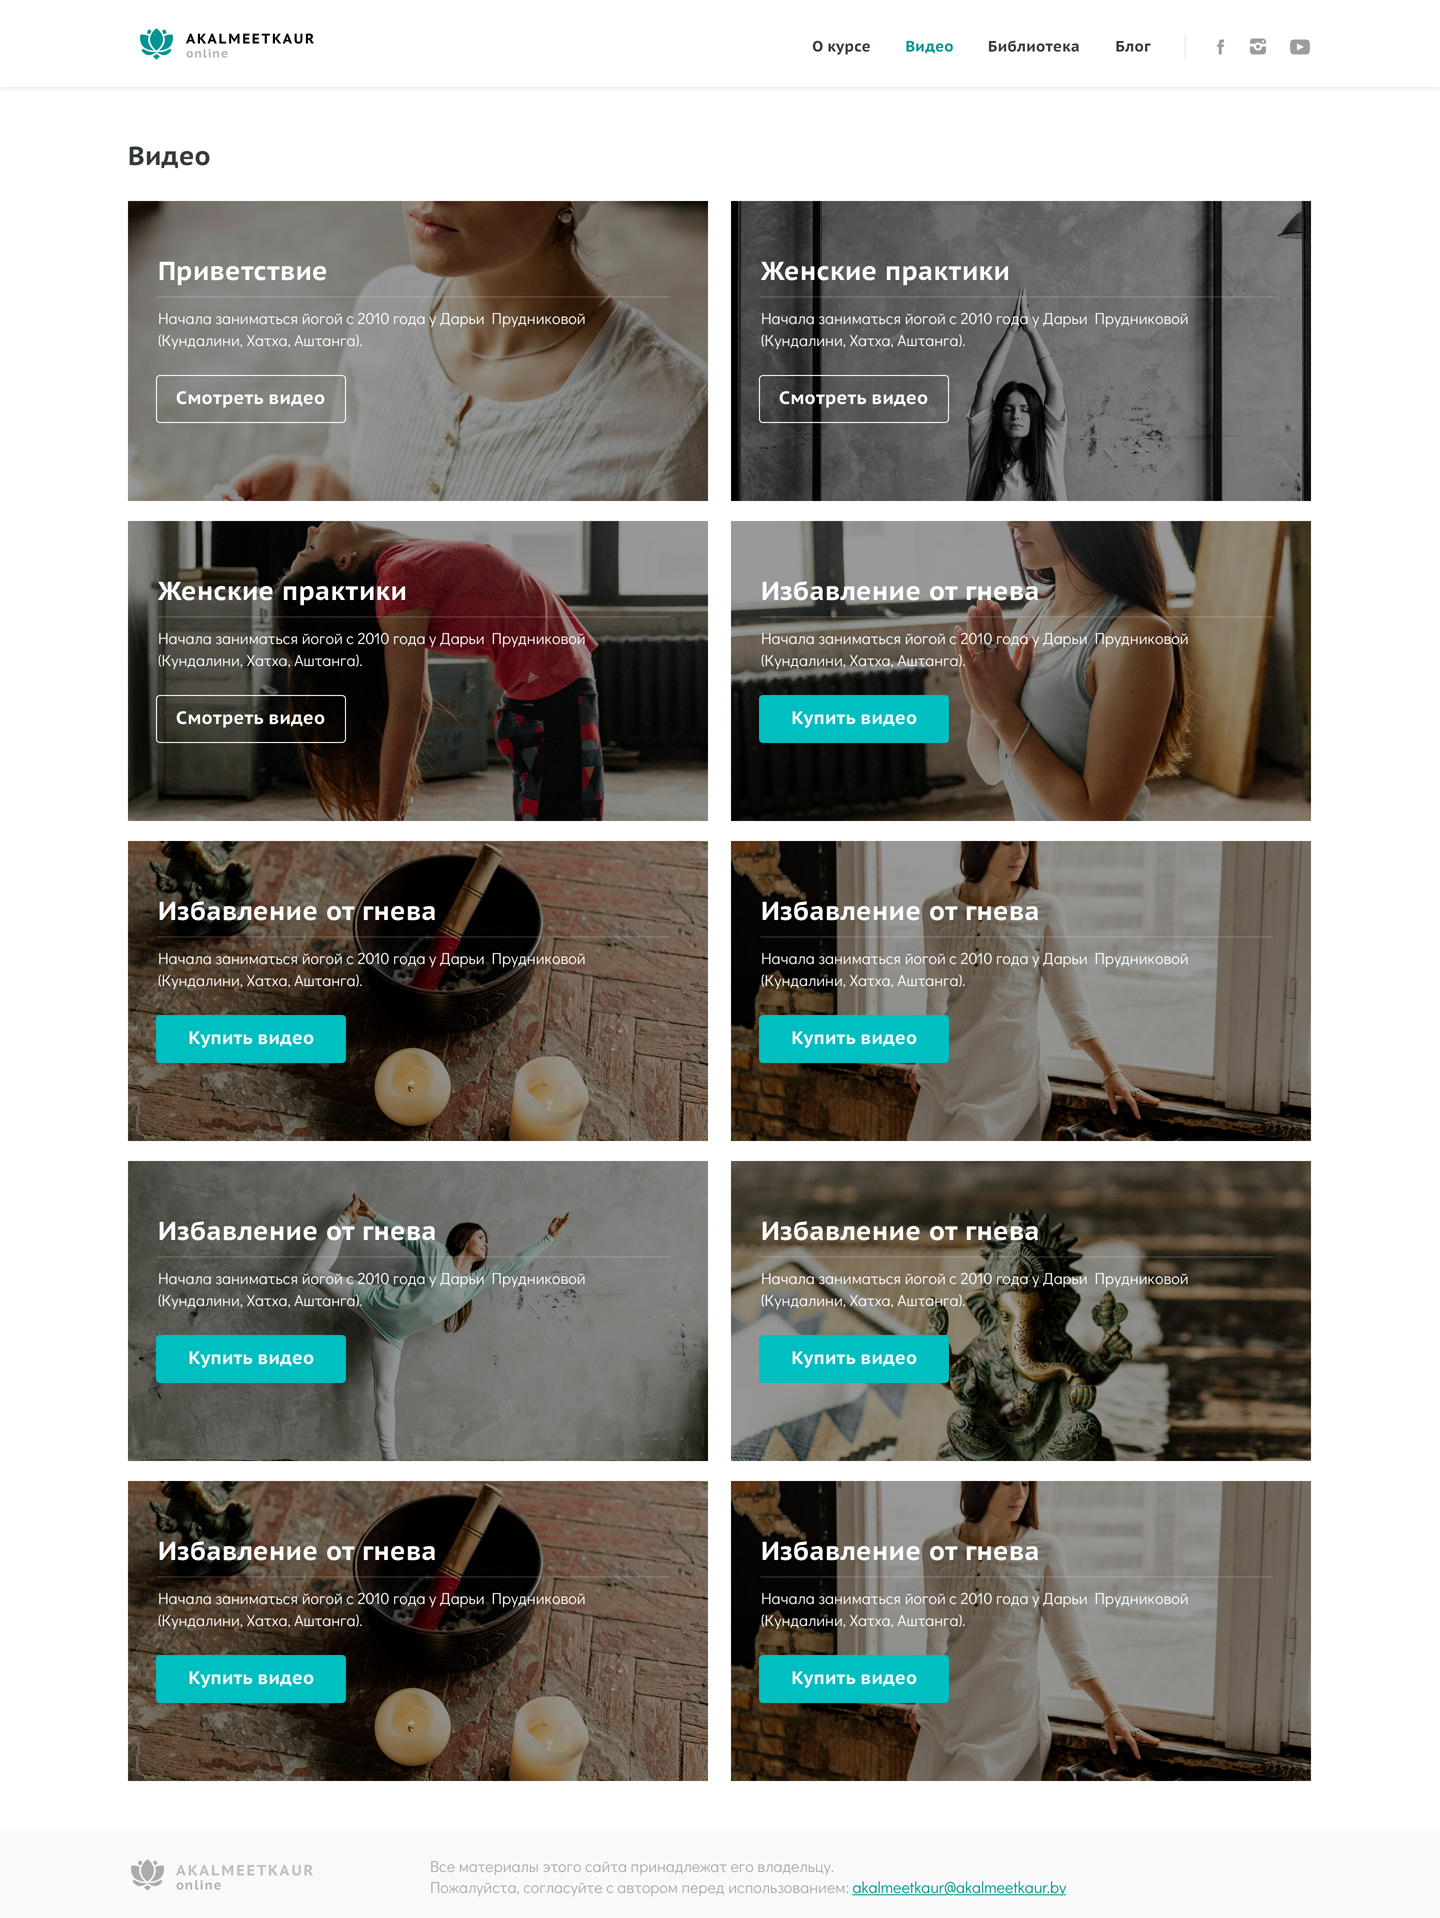 AKALMEETKAUR
online
О курсе
Видео
Библиотека
Блог
Видео
Приветствие
Начала заниматься йогой с 2010 года у Дарьи Прудниковой
(Кундалини, Хатха, Аштанга).
Смотреть видео
Женские практики
Начала заниматься йогой с 2010 года у Дарьи Прудниковой
(Кундалини, Хатха, Аштанга).
Смотреть видео
Женские практики
Начала заниматься йогой с 2010 года у Дарьи Прудниковой
(Кундалини, Хатха, Аштанга).
Смотреть видео
Избавление от гнева
Начала заниматься йогой с 2010 года у Дарьи Прудниковой
(Кундалини, Хатха, Аштанга).
Купить видео
Избавление от гнева
Начала заниматься йогой с 2010 года у Дарьи Прудниковой
(Кундалини, Хатха, Аштанга).
Купить видео
Избавление от гнева
Начала заниматься йогой с 2010 года у Дарьи Прудниковой
(Кундалини, Хатха, Аштанга).
Купить видео
Избавление от гнева
Начала заниматься йогой с 2010 года у Дарьи Прудниковой
(Кундалини, Хатха, Аштанга).
Купить видео
Избавление от гнева
Начала заниматься йогой с 2010 года у Дарьи Прудниковой
(Кундалини, Хатха, Аштанга).
Купить видео
Избавление от гнева
Начала заниматься йогой с 2010 года у Дарьи Прудниковой
(Кундалини, Хатха, Аштанга).
Купить видео
Избавление от гнева
Начала заниматься йогой с 2010 года у Дарьи Прудниковой
(Кундалини, Хатха, Аштанга).
Купить видео
AKALMEETKAUR
online
Все материалы этого сайта принадлежат его владельцу.
Пожалуйста, согласуйте с автором перед использованием: akalmeetkaur@akalmeetkaur.by